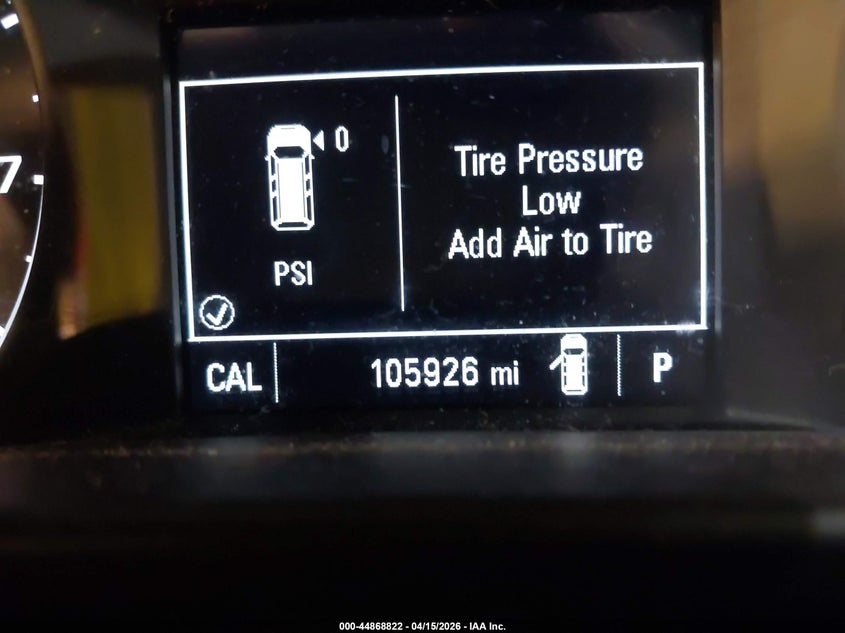 7
0
PSI
Tire Pressure
Low
Add Air to Tire
CAL
105926 mi
P
000-44868822 - 04/15/2026 - IAA Inc.